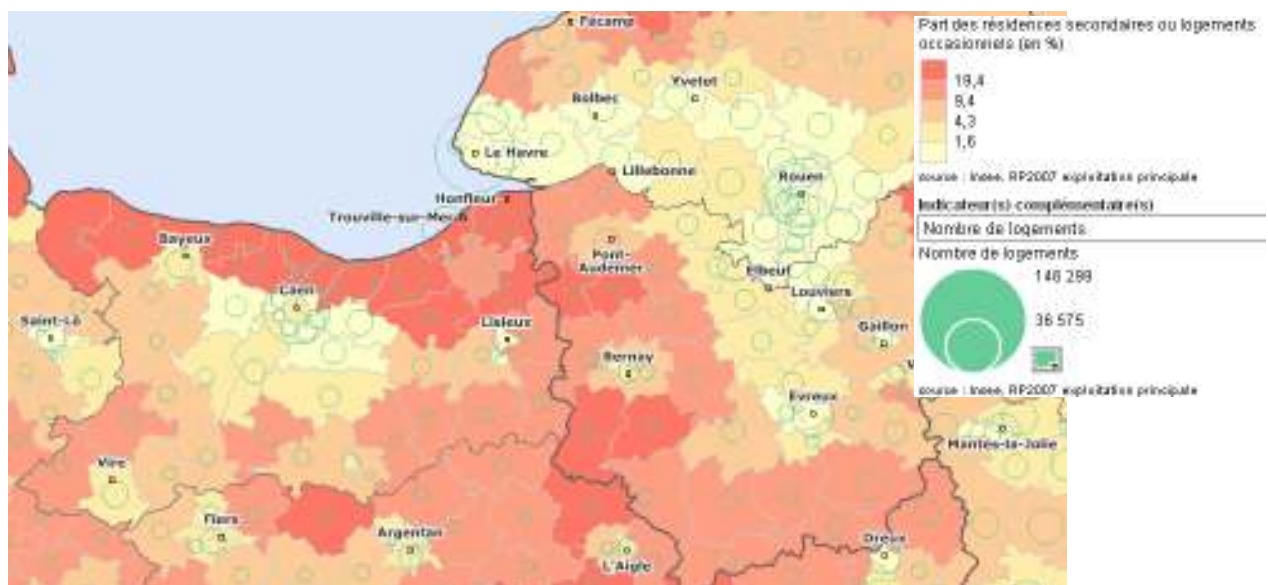 Fécamp
Yvetot
Bolbec
Le Havre
Lillebonne
Rouen
Honfleur
Trouville-sur-Mer
Bayeux
Pont-
Audemer
Elbeuf
Caen
Louviers
Saint-Lô
Lisieux
Gaillon
Bernay
V
Evreux
Mantes-la-Jolie
Vire
Flers
Argentan
Dreux
L'Aigle
Part des résidences secondaires ou logements
occasionnels (en %)
19,4
9,4
4,3
1,6
source : Insee, RP2007 exploitation principale
Indicateur(s) complémentaire(s)
Nombre de logements
Nombre de logements
146 299
36 575
source : Insee, RP2007 exploitation principale